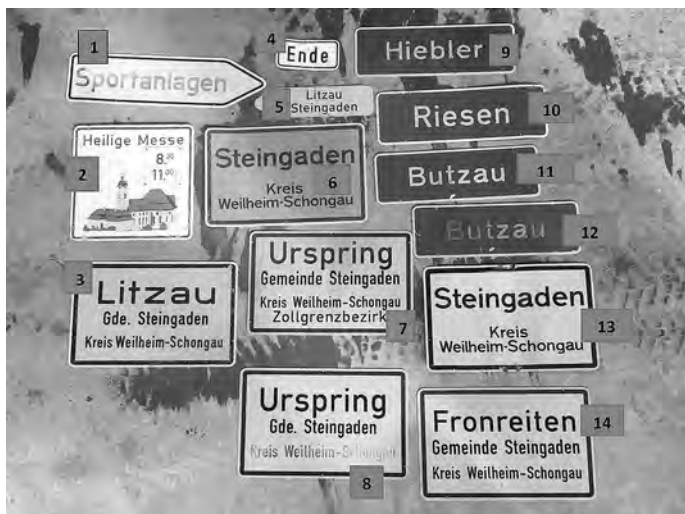 1
Sportanlagen
2
Heilige Messe
8.30
11.00
3
Litzau
Gde. Steingaden
Kreis Weilheim-Schongau
4
Ende
5
Litzau
Steingaden
6
Steingaden
Kreis
Weilheim-Schongau
7
Urspring
Gemeinde Steingaden
Kreis Weilheim-Schongau
Zollgrenzbezirk
8
Urspring
Gde. Steingaden
Kreis Weilheim-Schongau
9
Hiebler
10
Riesen
11
Butzau
12
Butzau
13
Steingaden
Kreis
Weilheim-Schongau
14
Fronreiten
Gemeinde Steingaden
Kreis Weilheim-Schongau